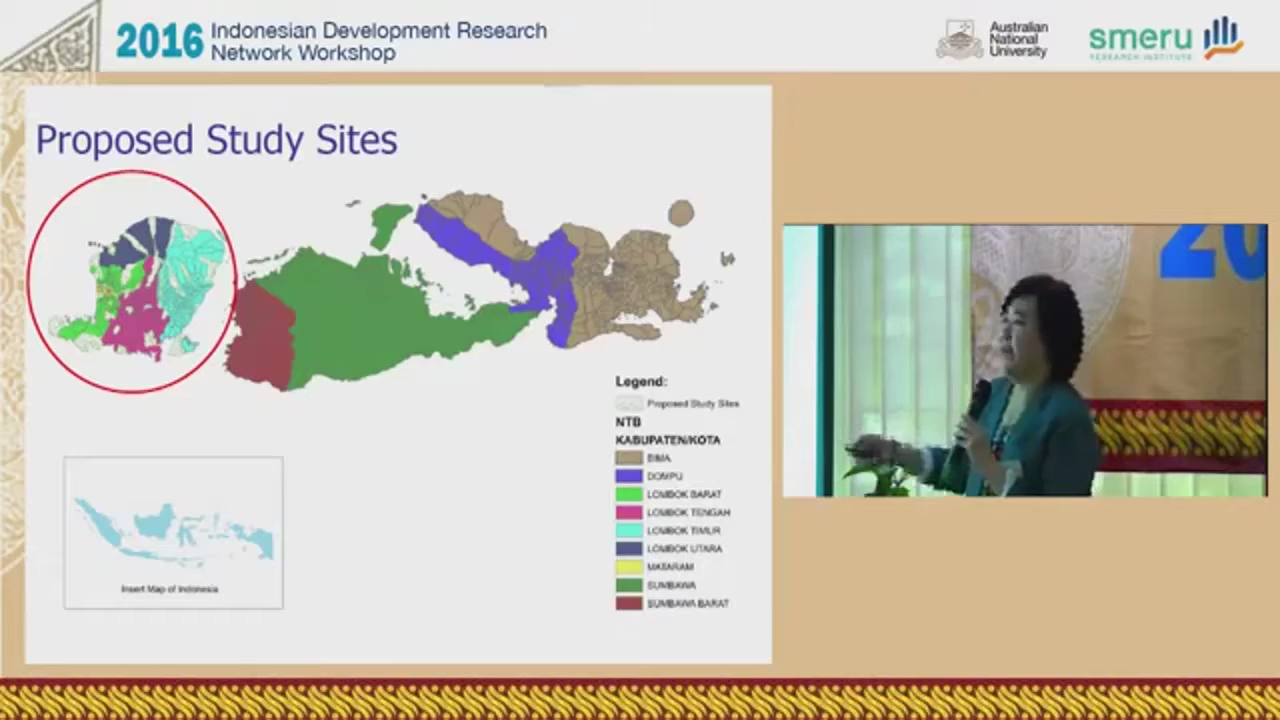 2016 Indonesian Development Research
Network Workshop
Australian
National
University
smeru
RESEARCH INSTITUTE
Proposed Study Sites
Legend:
Proposed Study Sites
NTB
KABUPATEN/KOTA
BIMA
DOMPU
LOMBOK BARAT
LOMBOK TENGAH
LOMBOK TIMUR
LOMBOK UTARA
MATARAM
SUMBAWA
SUMBAWA BARAT
Insert Map of Indonesia
20